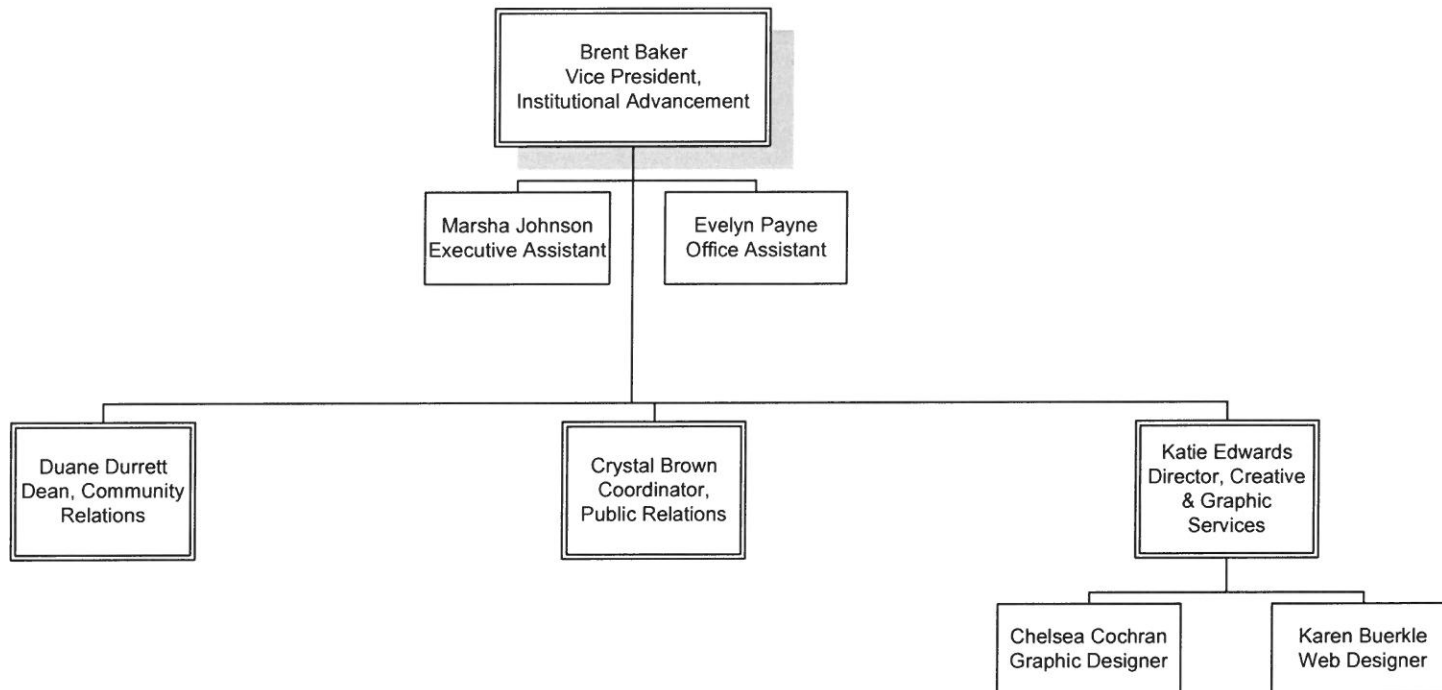 Brent Baker
Vice President,
Institutional Advancement
Marsha Johnson
Executive Assistant
Evelyn Payne
Office Assistant
Duane Durrett
Dean, Community
Relations
Crystal Brown
Coordinator,
Public Relations
Katie Edwards
Director, Creative
& Graphic
Services
Chelsea Cochran
Graphic Designer
Karen Buerkle
Web Designer